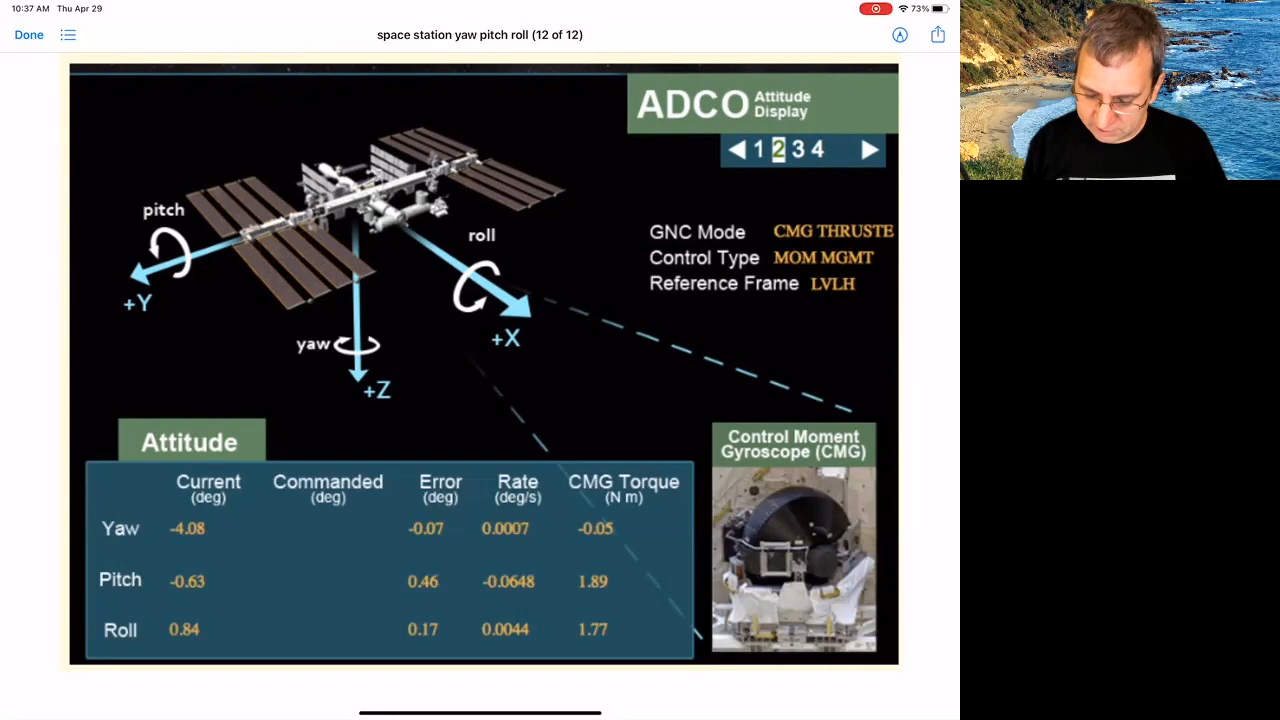 10:37 AM Thu Apr 29
73%
Done
space station yaw pitch roll (12 of 12)
ADCO Attitude Display
1 2 3 4
pitch
roll
GNC Mode CMG THRUSTE
Control Type MOM MGMT
Reference Frame LVLH
+Y
+X
yaw
+Z
Attitude
Control Moment
Gyroscope (CMG)
Current Commanded Error Rate CMG Torque
(deg) (deg) (deg) (deg/s) (N m)
Yaw -4.08 -0.07 0.0007 -0.05
Pitch -0.63 0.46 -0.0648 1.89
Roll 0.84 0.17 0.0044 1.77